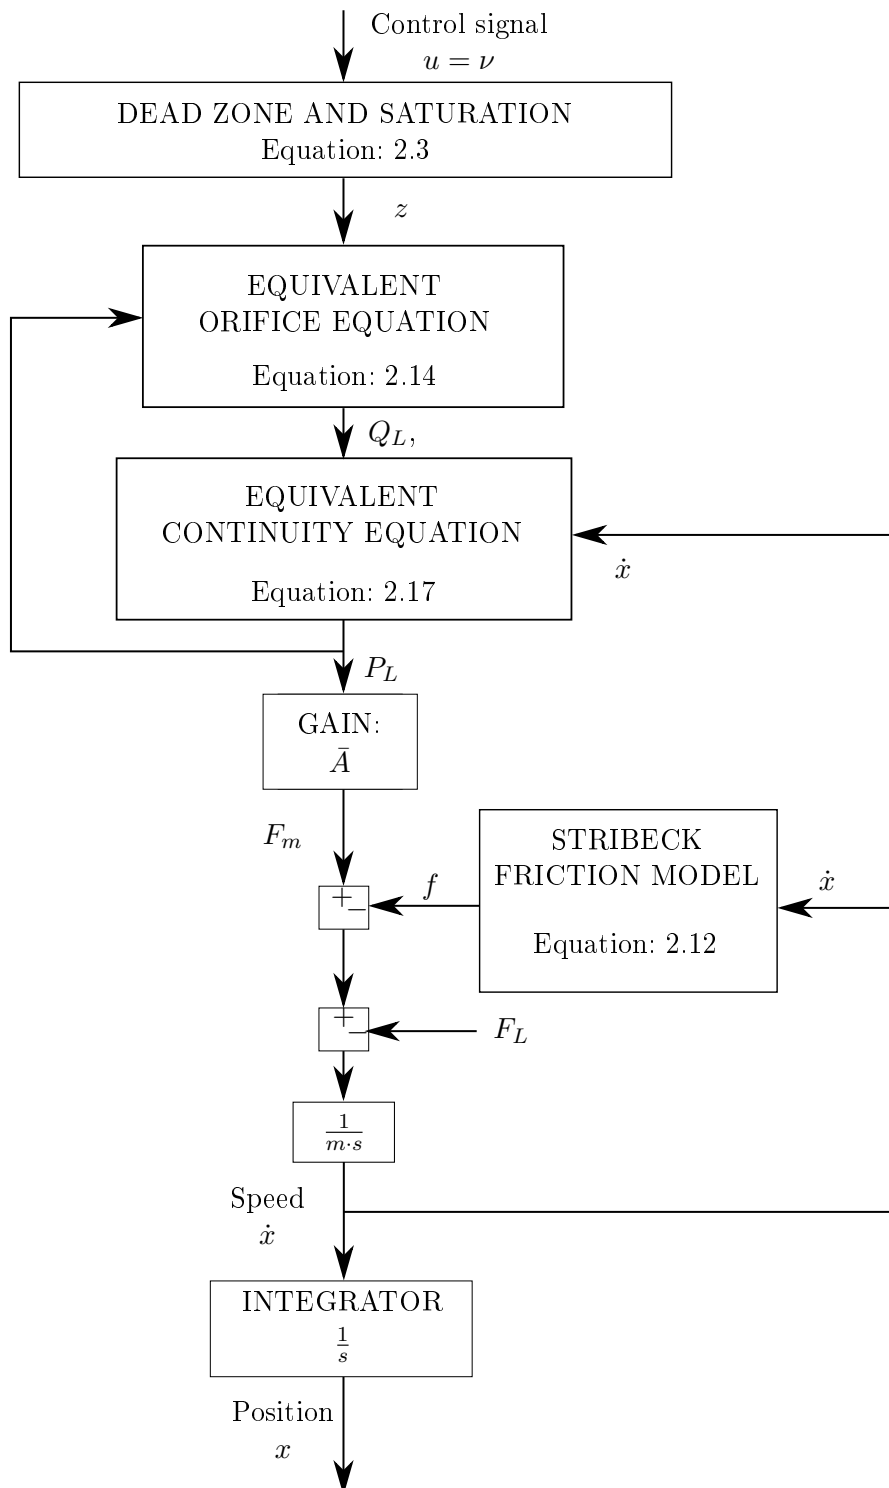 Control signal
u = ν
DEAD ZONE AND SATURATION
Equation: 2.3
z
EQUIVALENT
ORIFICE EQUATION
Equation: 2.14
Q_L,
EQUIVALENT
CONTINUITY EQUATION
Equation: 2.17
ẋ
P_L
GAIN:
Ā
F_m
STRIBECK
FRICTION MODEL
Equation: 2.12
ẋ
f
+
−
+
−
F_L
1
m·s
Speed
ẋ
INTEGRATOR
1
s
Position
x